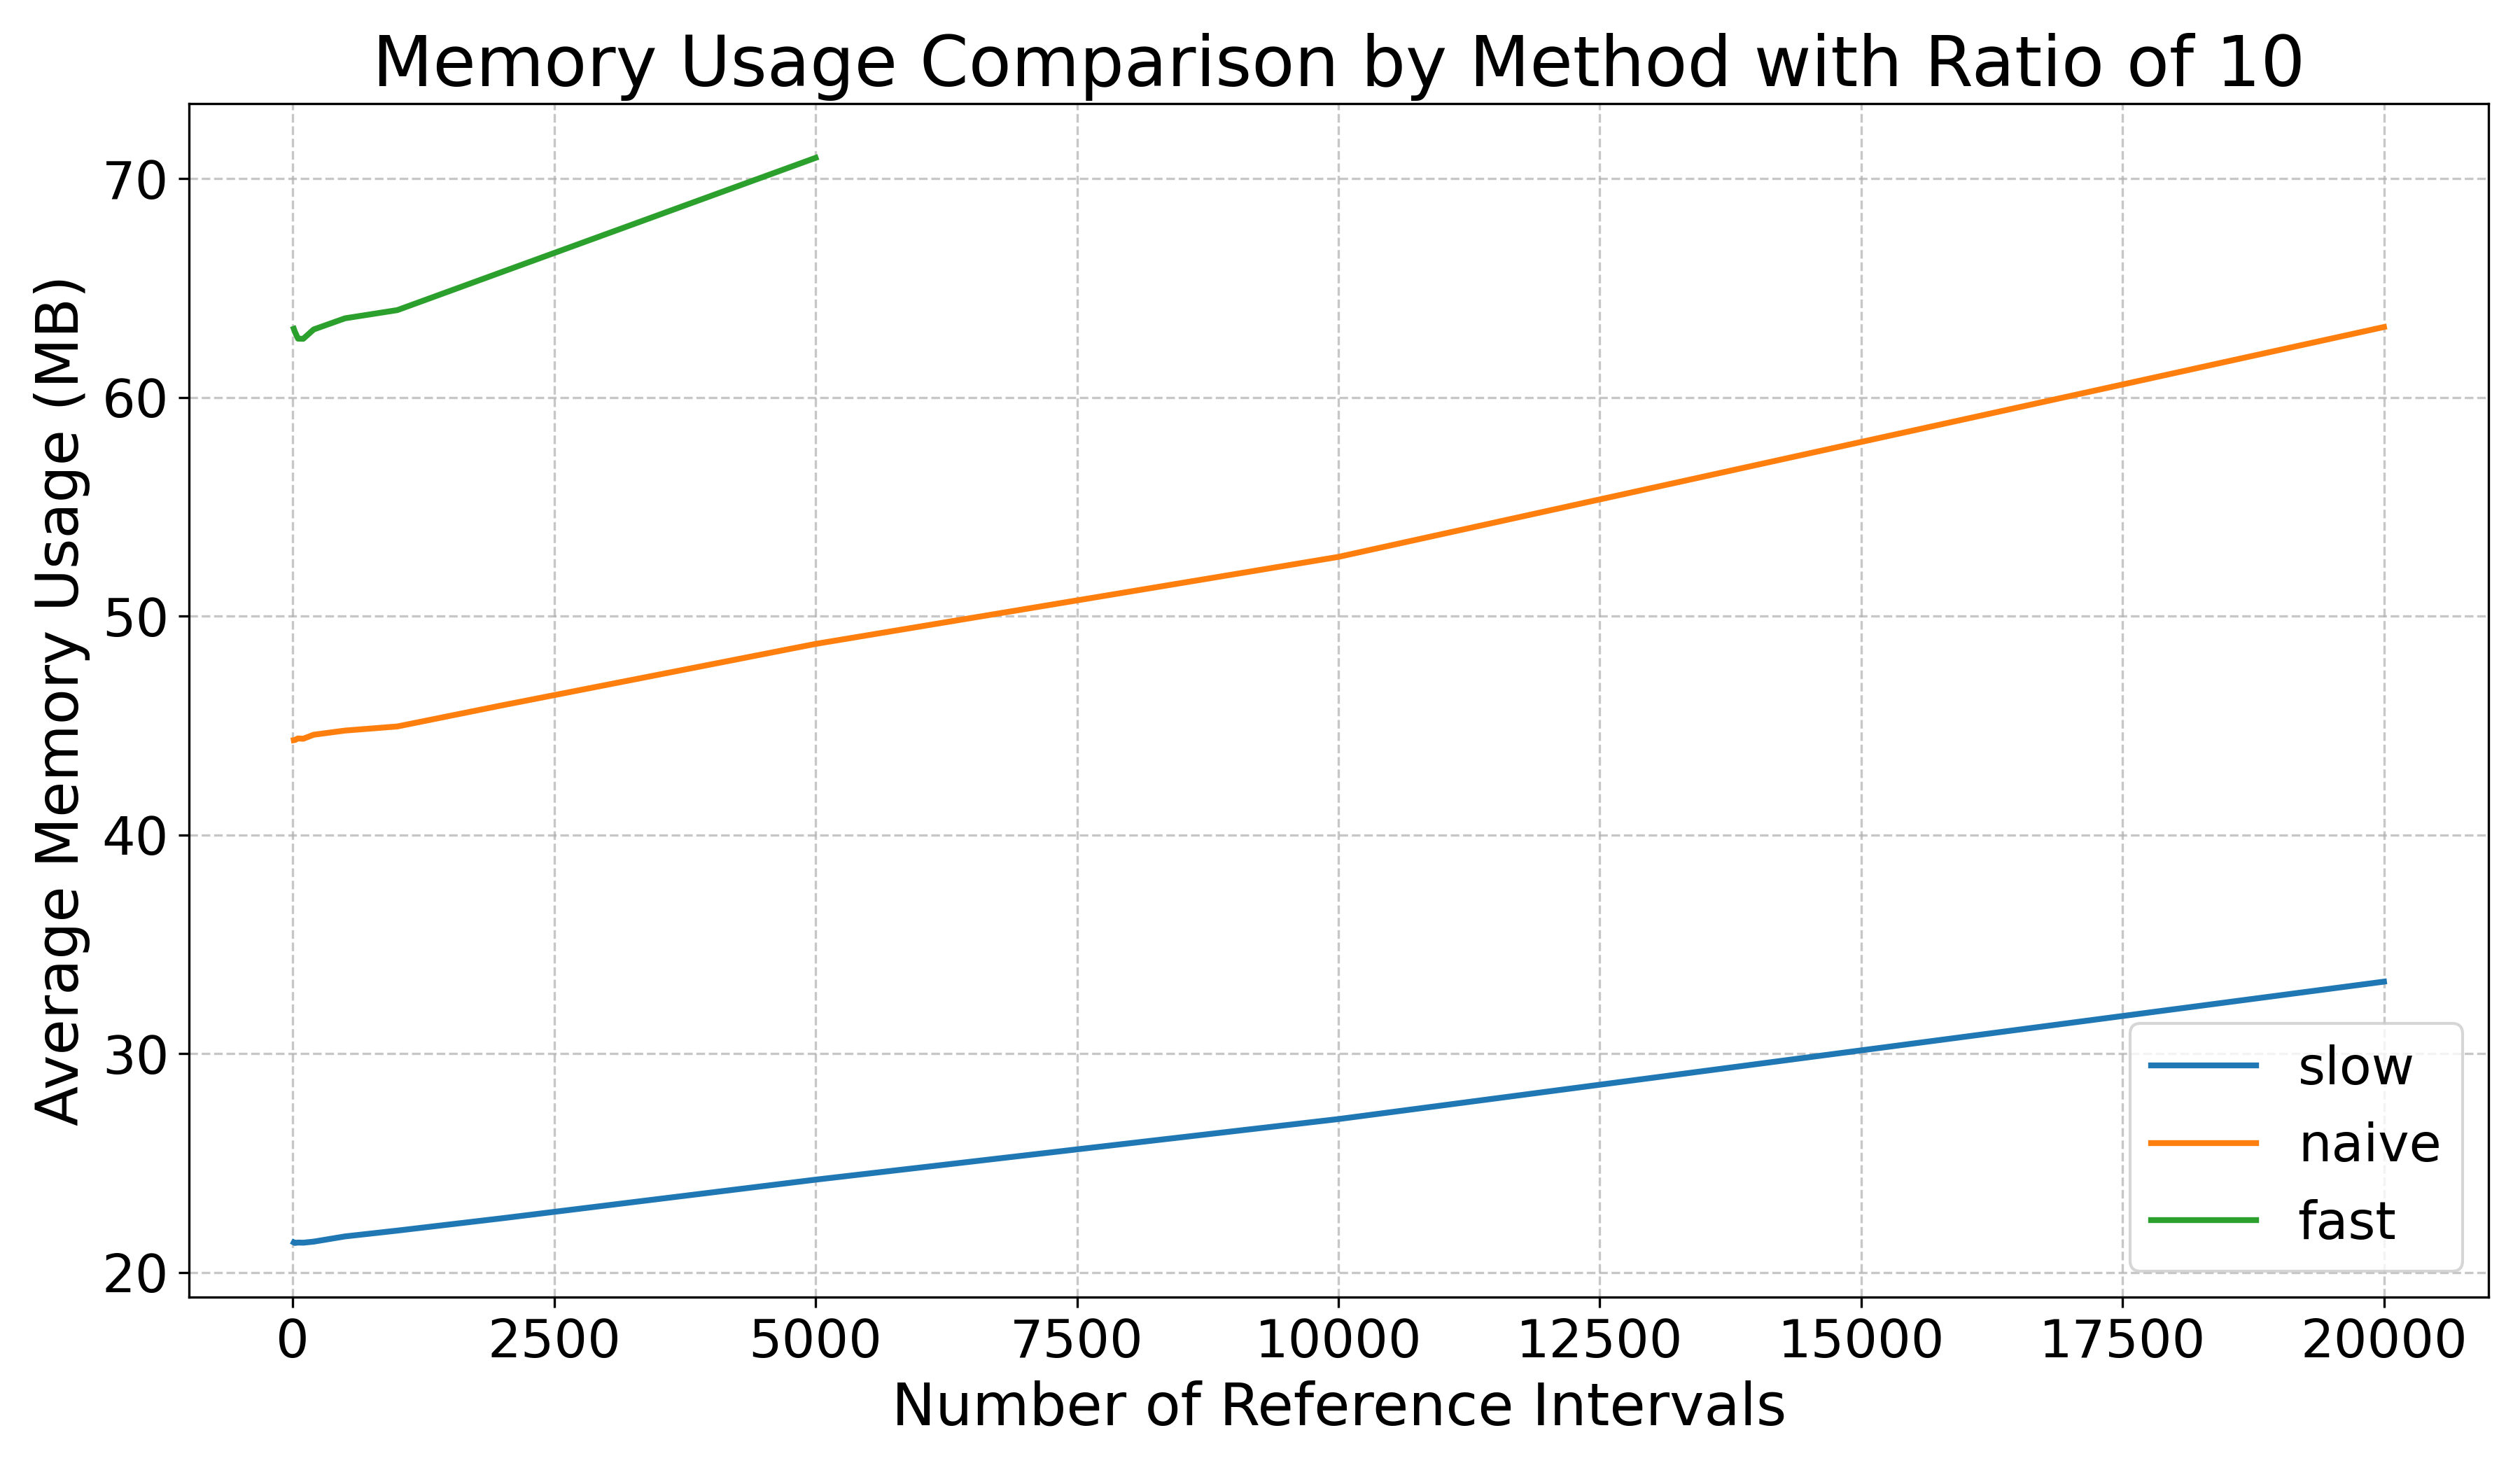 Memory Usage Comparison by Method with Ratio of 10
Average Memory Usage (MB)
70
60
50
40
30
20
0
2500
5000
7500
10000
12500
15000
17500
20000
Number of Reference Intervals
slow
naive
fast